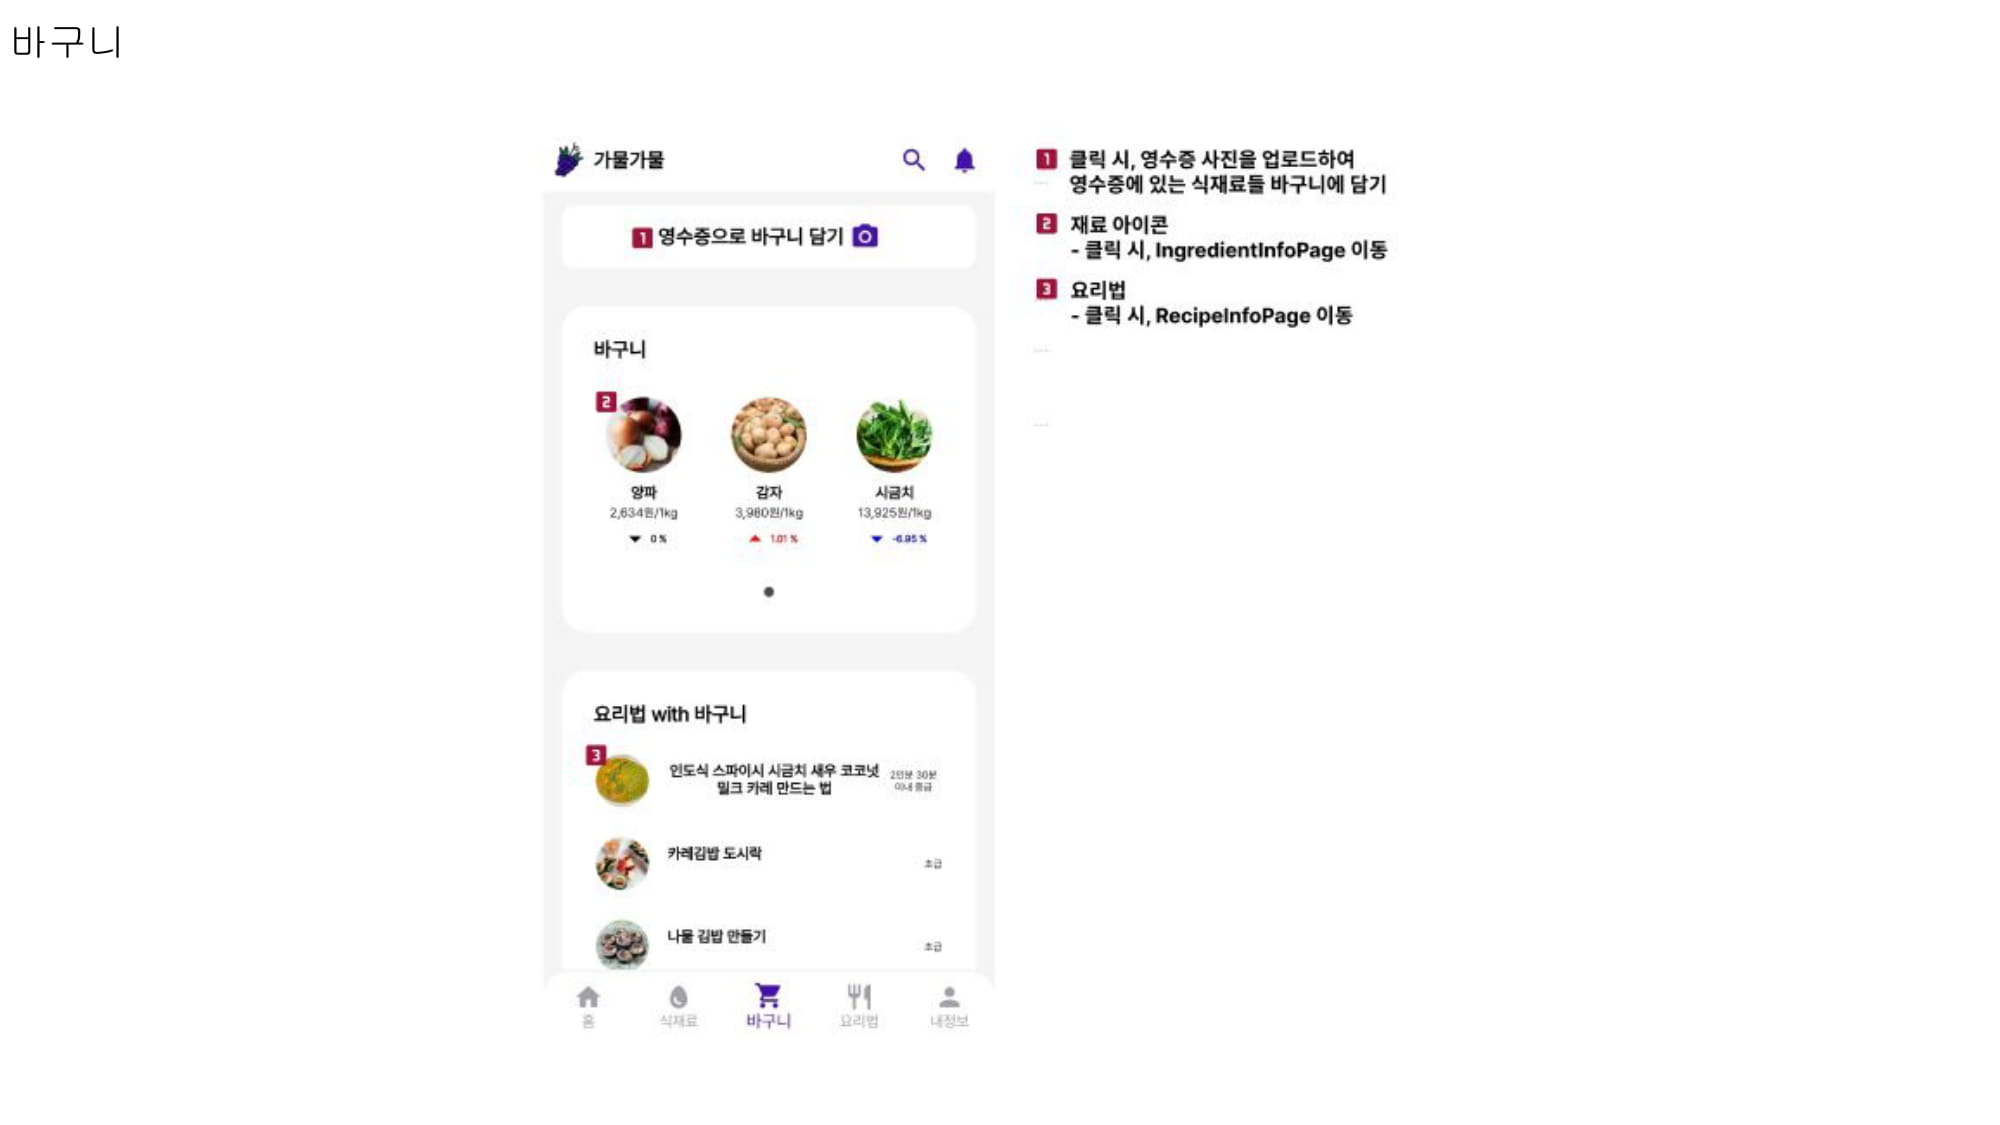 바구니
가물가물
1 영수증으로 바구니 담기
바구니
2
양파
2,634원/1kg
0 %
감자
3,980원/1kg
1.01 %
시금치
13,925원/1kg
-6.95 %
요리법 with 바구니
3
인도식 스파이시 시금치 새우 코코넛
밀크 카레 만드는 법
2인분 30분
이내 중급
카레김밥 도시락
초급
나물 김밥 만들기
초급
홈
식재료
바구니
요리법
내정보
1 클릭 시, 영수증 사진을 업로드하여
영수증에 있는 식재료들 바구니에 담기
2 재료 아이콘
- 클릭 시, IngredientInfoPage 이동
3 요리법
- 클릭 시, RecipeInfoPage 이동